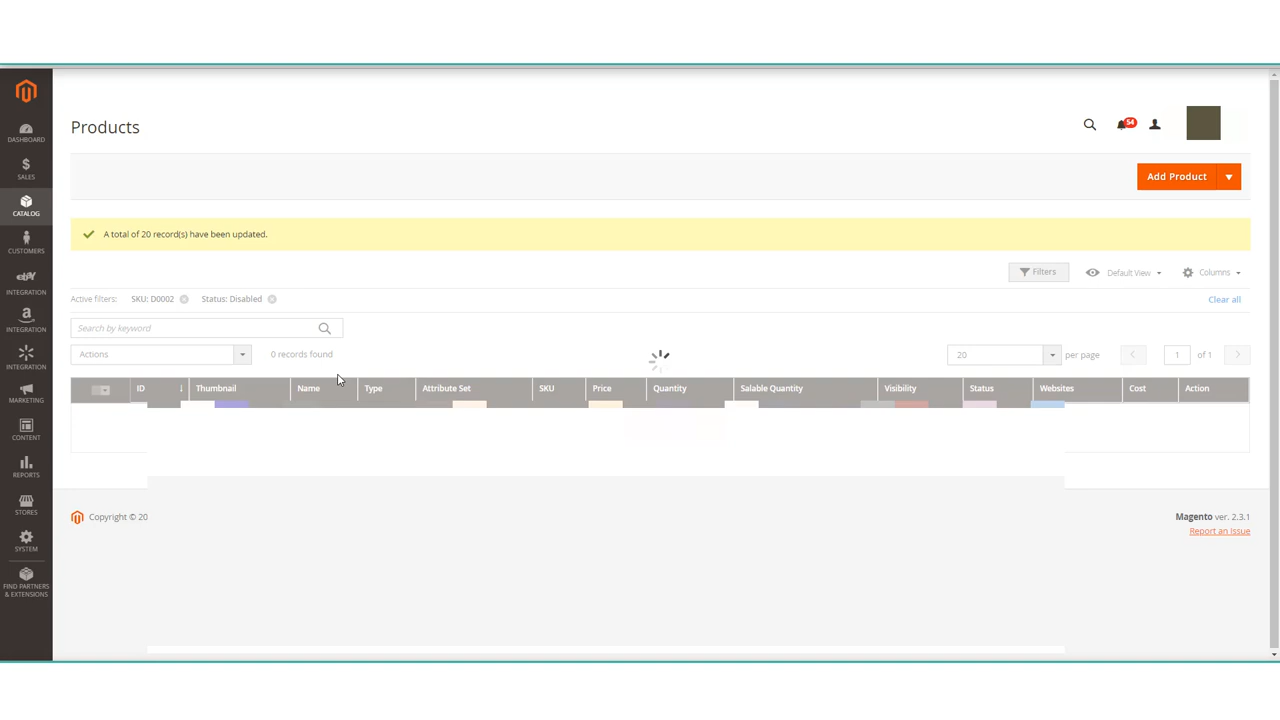 DASHBOARD
SALES
CATALOG
CUSTOMERS
ebay
INTEGRATION
INTEGRATION
INTEGRATION
MARKETING
CONTENT
REPORTS
STORES
SYSTEM
FIND PARTNERS
& EXTENSIONS
Products
54
Add Product
A total of 20 record(s) have been updated.
Filters
Default View
Columns
Active filters: SKU: D0002 Status: Disabled
Clear all
Search by keyword
Actions
0 records found
20 per page
1 of 1
ID ↓ Thumbnail Name Type Attribute Set SKU Price Quantity Salable Quantity Visibility Status Websites Cost Action
Copyright © 20
Magento ver. 2.3.1
Report an Issue